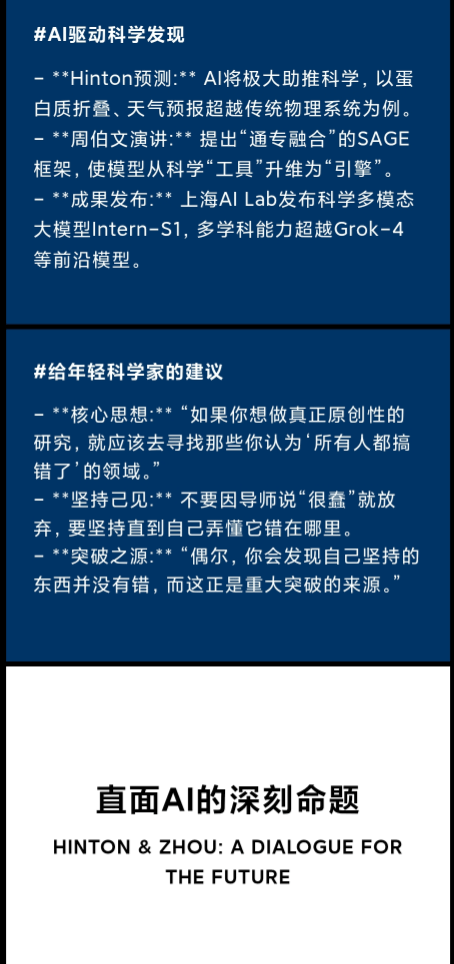 #AI驱动科学发现
- **Hinton预测:** AI将极大助推科学，以蛋
白质折叠、天气预报超越传统物理系统为例。
- **周伯文演讲:** 提出“通专融合”的SAGE
框架，使模型从科学“工具”升维为“引擎”。
- **成果发布:** 上海AI Lab发布科学多模态
大模型Intern-S1，多学科能力超越Grok-4
等前沿模型。
#给年轻科学家的建议
- **核心思想:** “如果你想做真正原创性的
研究，就应该去寻找那些你认为‘所有人都搞
错了’的领域。”
- **坚持己见:** 不要因导师说“很蠢”就放
弃，要坚持直到自己弄懂它错在哪里。
- **突破之源:** “偶尔，你会发现自己坚持的
东西并没有错，而这正是重大突破的来源。”
直面AI的深刻命题
HINTON & ZHOU: A DIALOGUE FOR
THE FUTURE